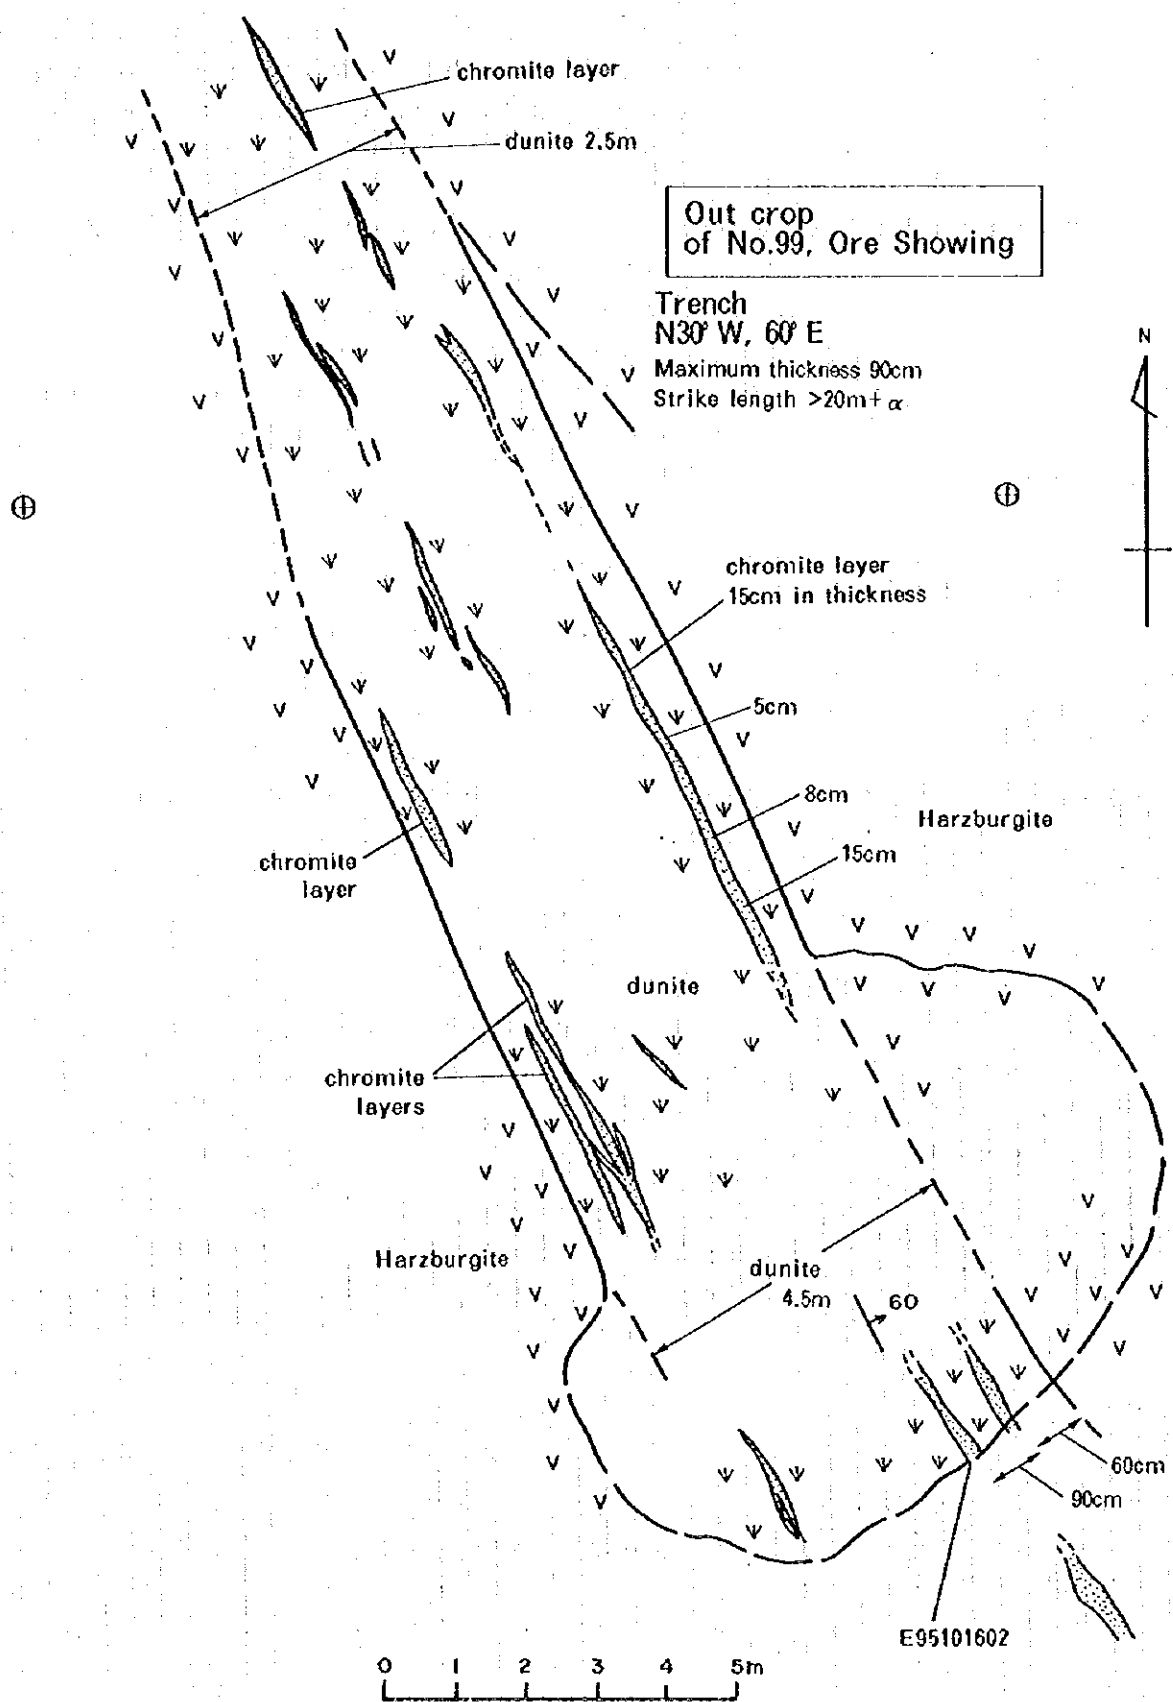 chromite layer
dunite 2.5m
Out crop
of No.99, Ore Showing
Trench
N30° W, 60° E
Maximum thickness 90cm
Strike length >20m+ α
N
chromite layer
15cm in thickness
5cm
8cm
15cm
Harzburgite
chromite
layer
dunite
chromite
layers
Harzburgite
dunite
4.5m
60
60cm
90cm
E95101602
0 1 2 3 4 5m